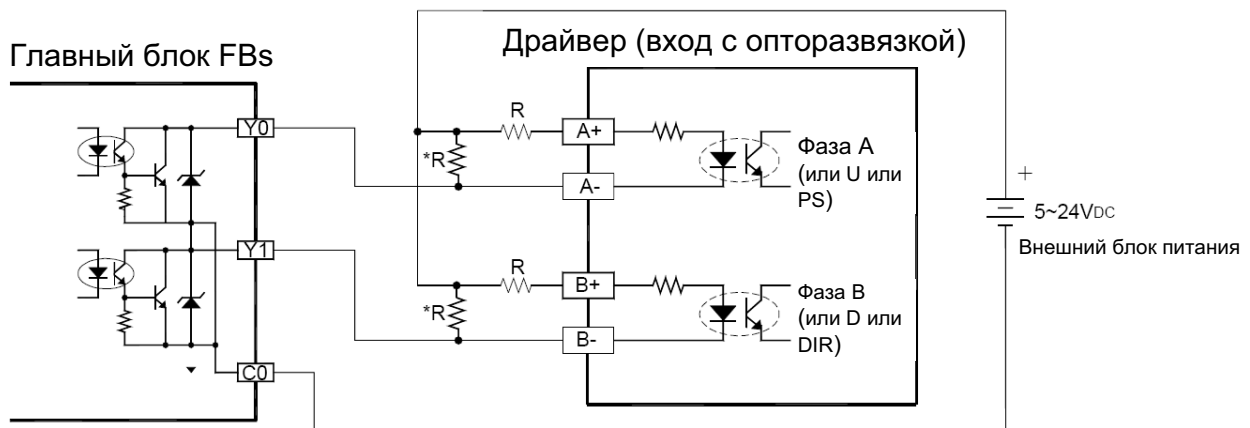 Главный блок FBs
Драйвер (вход с опторазвязкой)
Y0
*R
R
A+
A-
Фаза A
(или U или
PS)
+
5~24VDC
Внешний блок питания
Y1
*R
R
B+
B-
Фаза B
(или D или
DIR)
C0